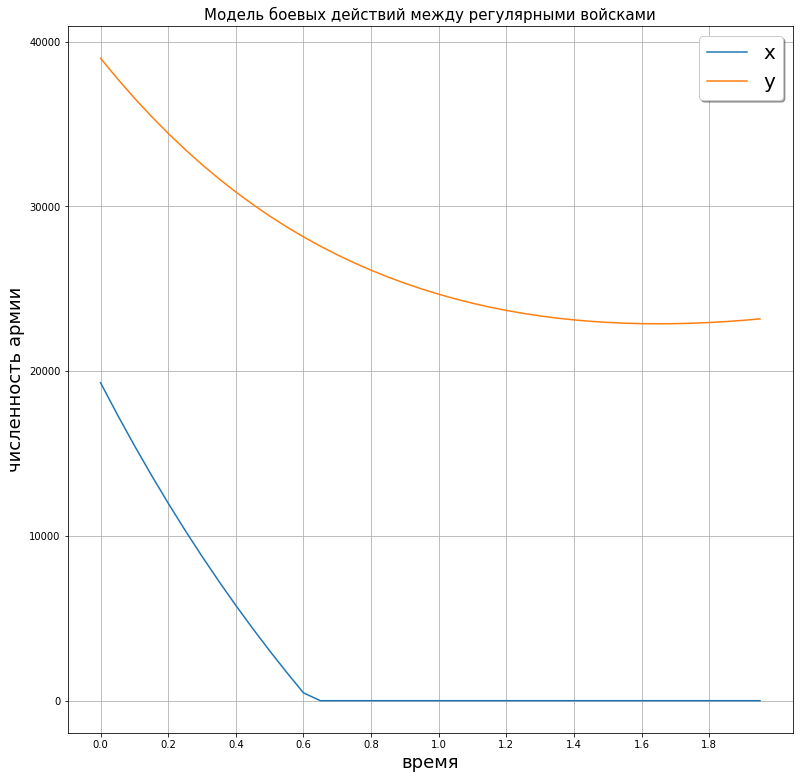 Модель боевых действий между регулярными войсками
x
y
40000
30000
20000
10000
0
численность армии
0.0 0.2 0.4 0.6 0.8 1.0 1.2 1.4 1.6 1.8
время